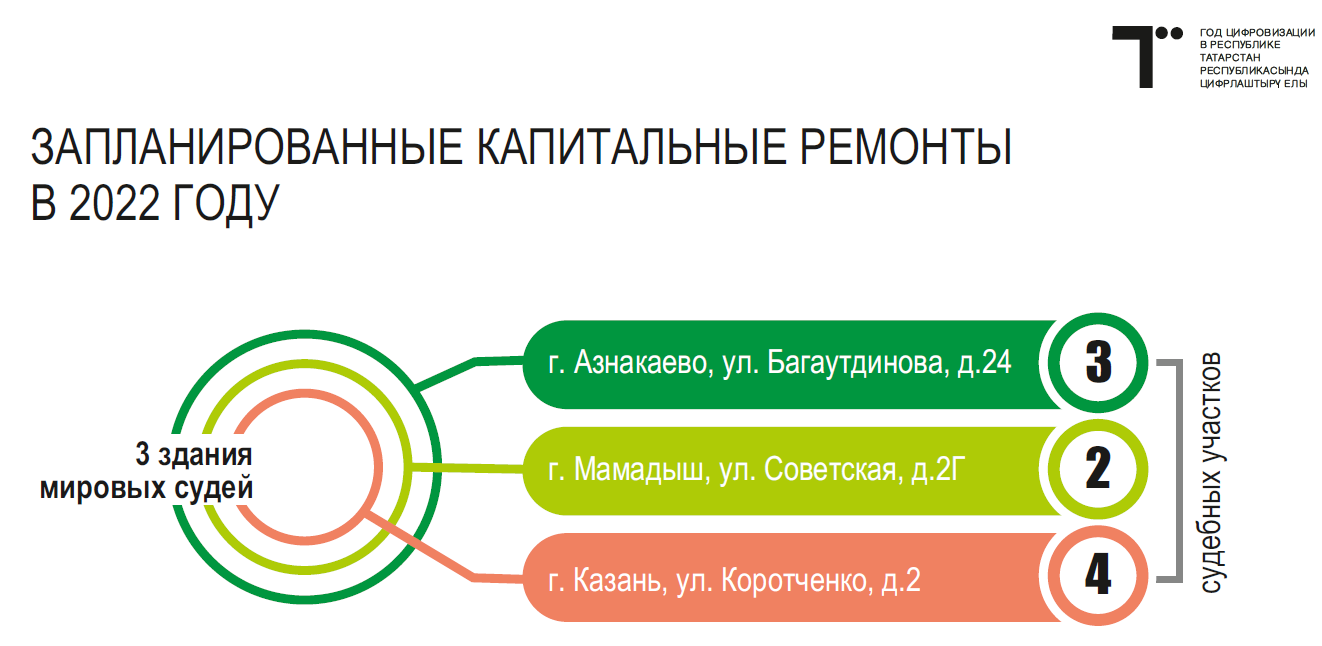 ГОД ЦИФРОВИЗАЦИИ
В РЕСПУБЛИКЕ
ТАТАРСТАН
РЕСПУБЛИКАСЫНДА
ЦИФРЛАШТЫРУ ЕЛЫ
ЗАПЛАНИРОВАННЫЕ КАПИТАЛЬНЫЕ РЕМОНТЫ
В 2022 ГОДУ
3 здания
мировых судей
г. Азнакаево, ул. Багаутдинова, д.24
3
г. Мамадыш, ул. Советская, д.2Г
2
г. Казань, ул. Коротченко, д.2
4
судебных участков